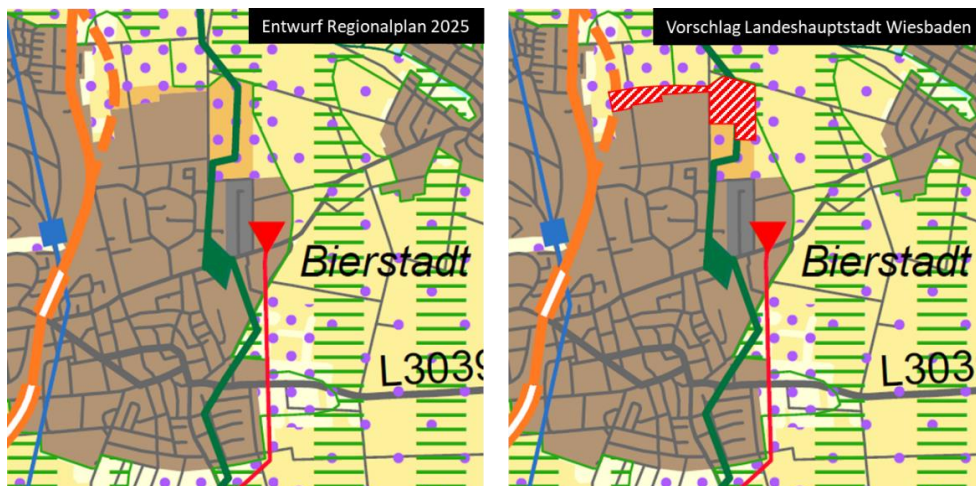 Entwurf Regionalplan 2025
Bierstadt
L3039
Vorschlag Landeshauptstadt Wiesbaden
Bierstadt
L303